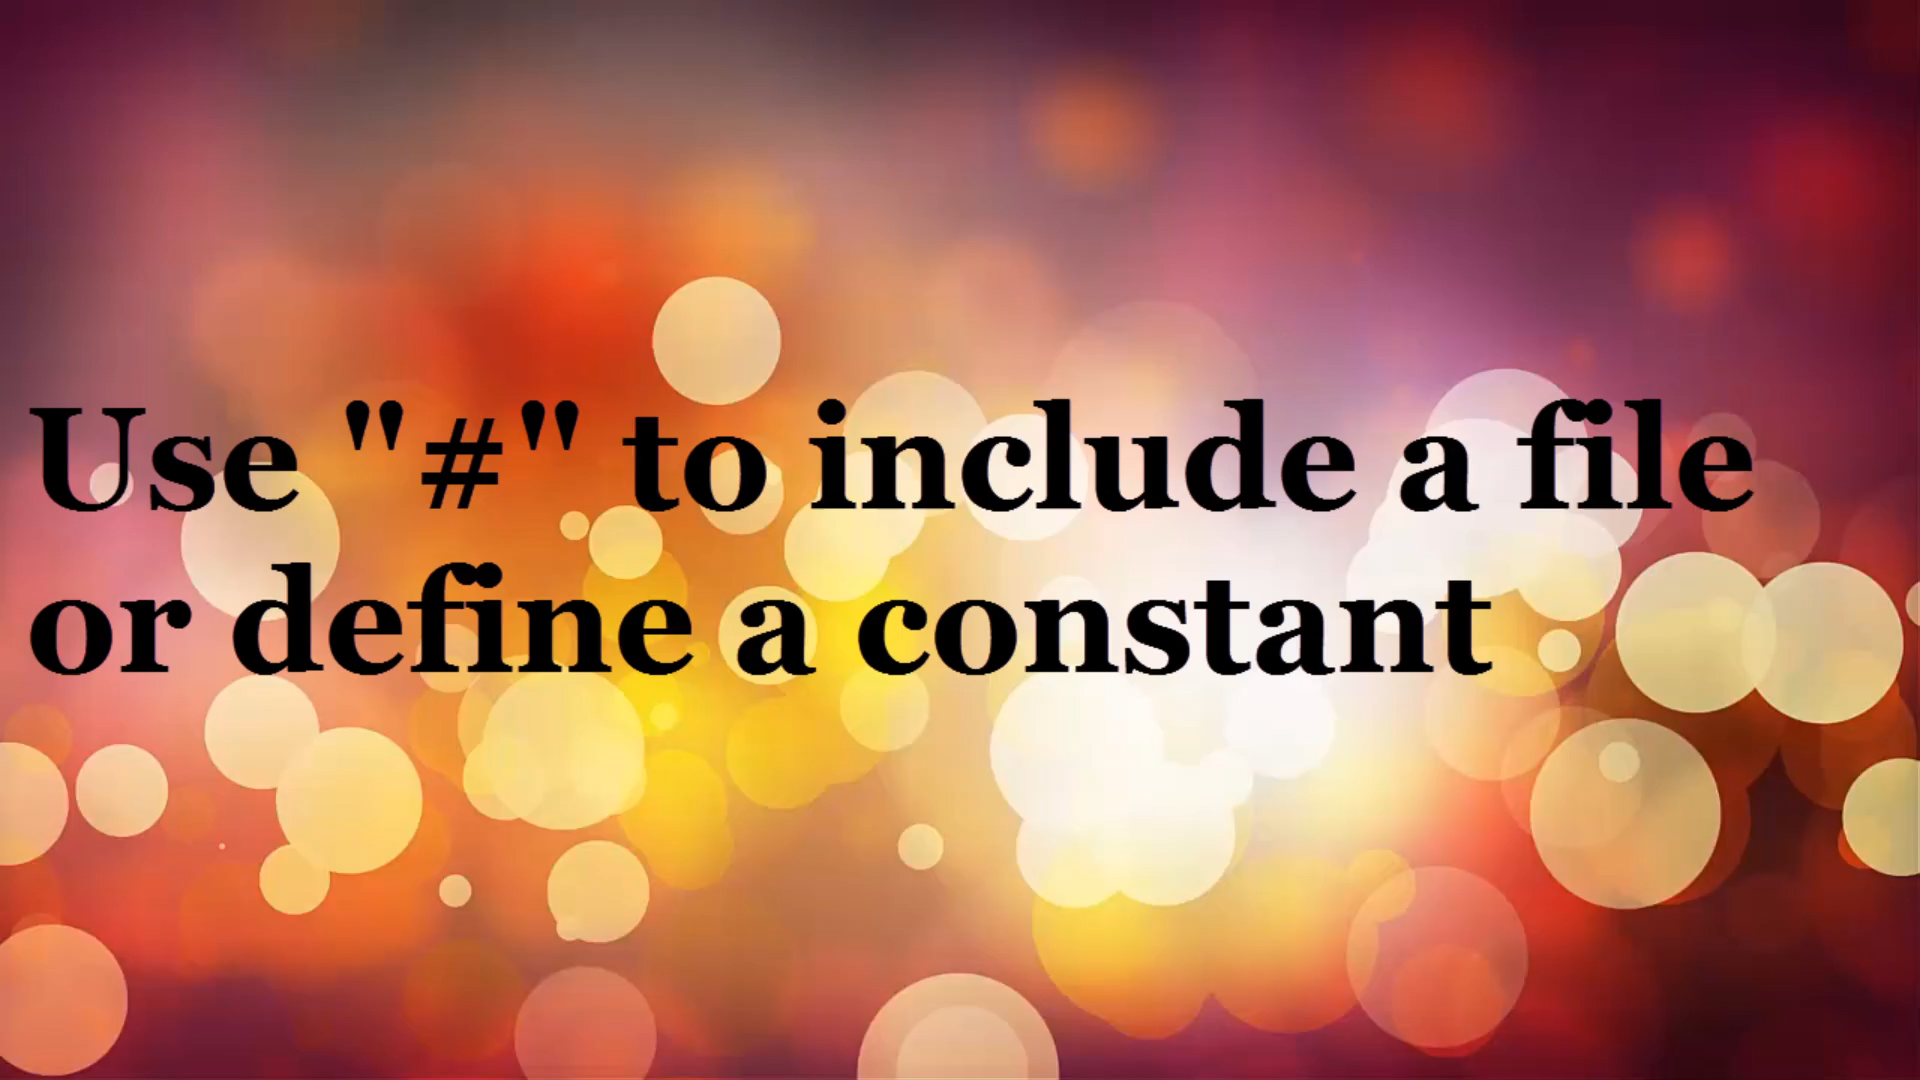 Use "#" to include a file
or define a constant